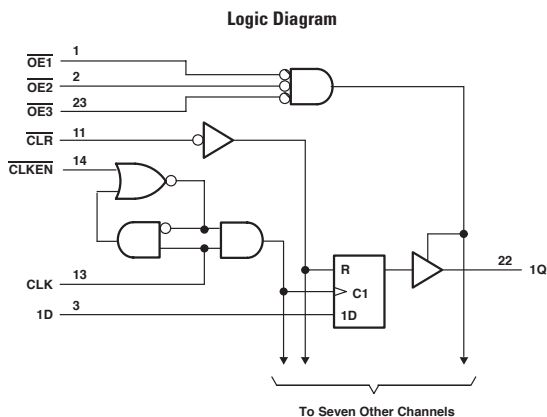 Logic Diagram
OE1 1
OE2 2
OE3 23
CLR 11
CLKEN 14
CLK 13
1D 3
R
C1
1D
22 1Q
To Seven Other Channels